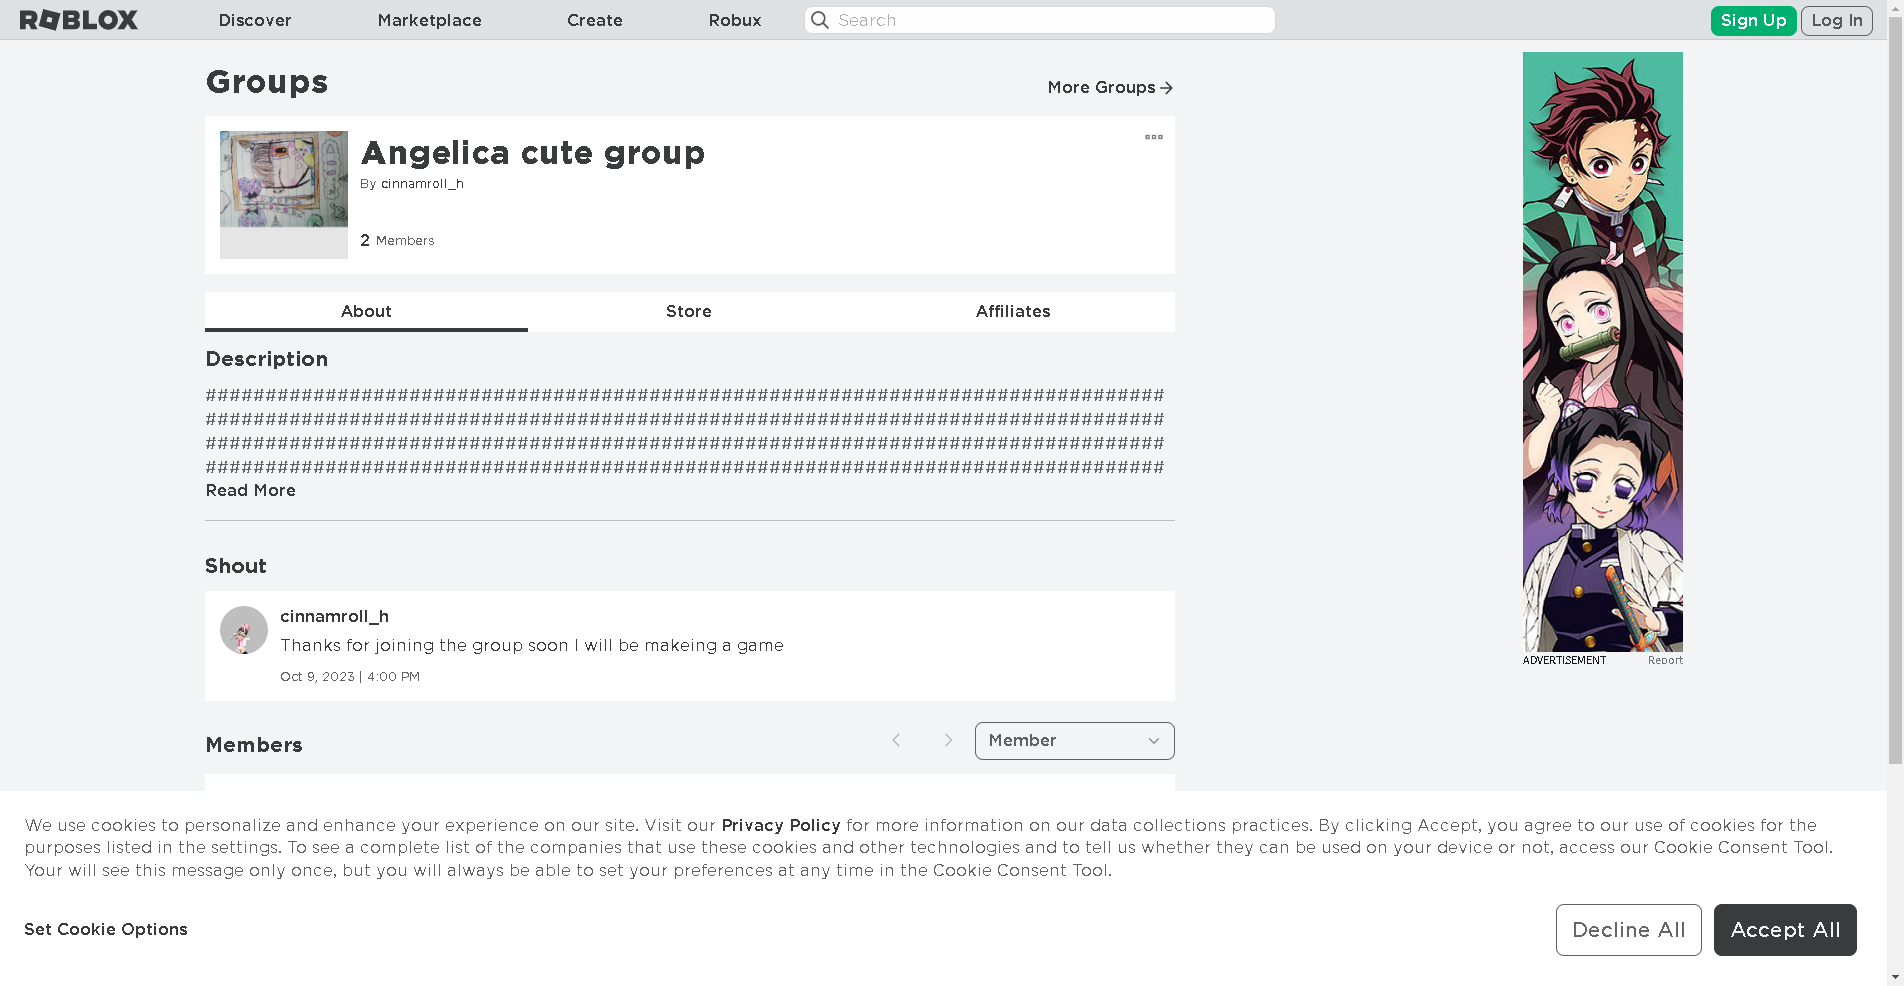 ROBLOX Discover Marketplace Create Robux Search Sign Up Log In
Groups
More Groups
Angelica cute group
By cinnamroll_h
2 Members
About Store Affiliates
Description
################################################################################
################################################################################
################################################################################
################################################################################
Read More
Shout
cinnamroll_h
Thanks for joining the group soon I will be makeing a game
Oct 9, 2023 | 4:00 PM
ADVERTISEMENT Report
Members
Member
We use cookies to personalize and enhance your experience on our site. Visit our Privacy Policy for more information on our data collections practices. By clicking Accept, you agree to our use of cookies for the
purposes listed in the settings. To see a complete list of the companies that use these cookies and other technologies and to tell us whether they can be used on your device or not, access our Cookie Consent Tool.
Your will see this message only once, but you will always be able to set your preferences at any time in the Cookie Consent Tool.
Set Cookie Options
Decline All Accept All